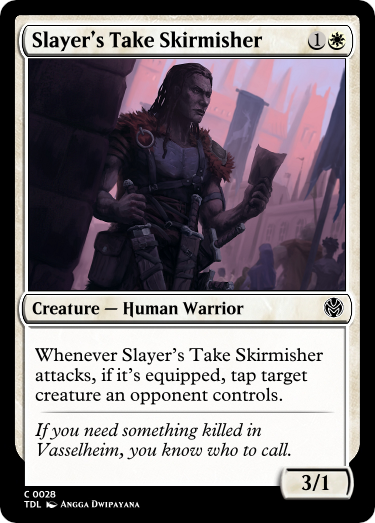 Slayer's Take Skirmisher 1
Creature — Human Warrior
Whenever Slayer's Take Skirmisher
attacks, if it's equipped, tap target
creature an opponent controls.
If you need something killed in
Vasselheim, you know who to call.
3/1
C 0028
TDL Angga Dwipayana